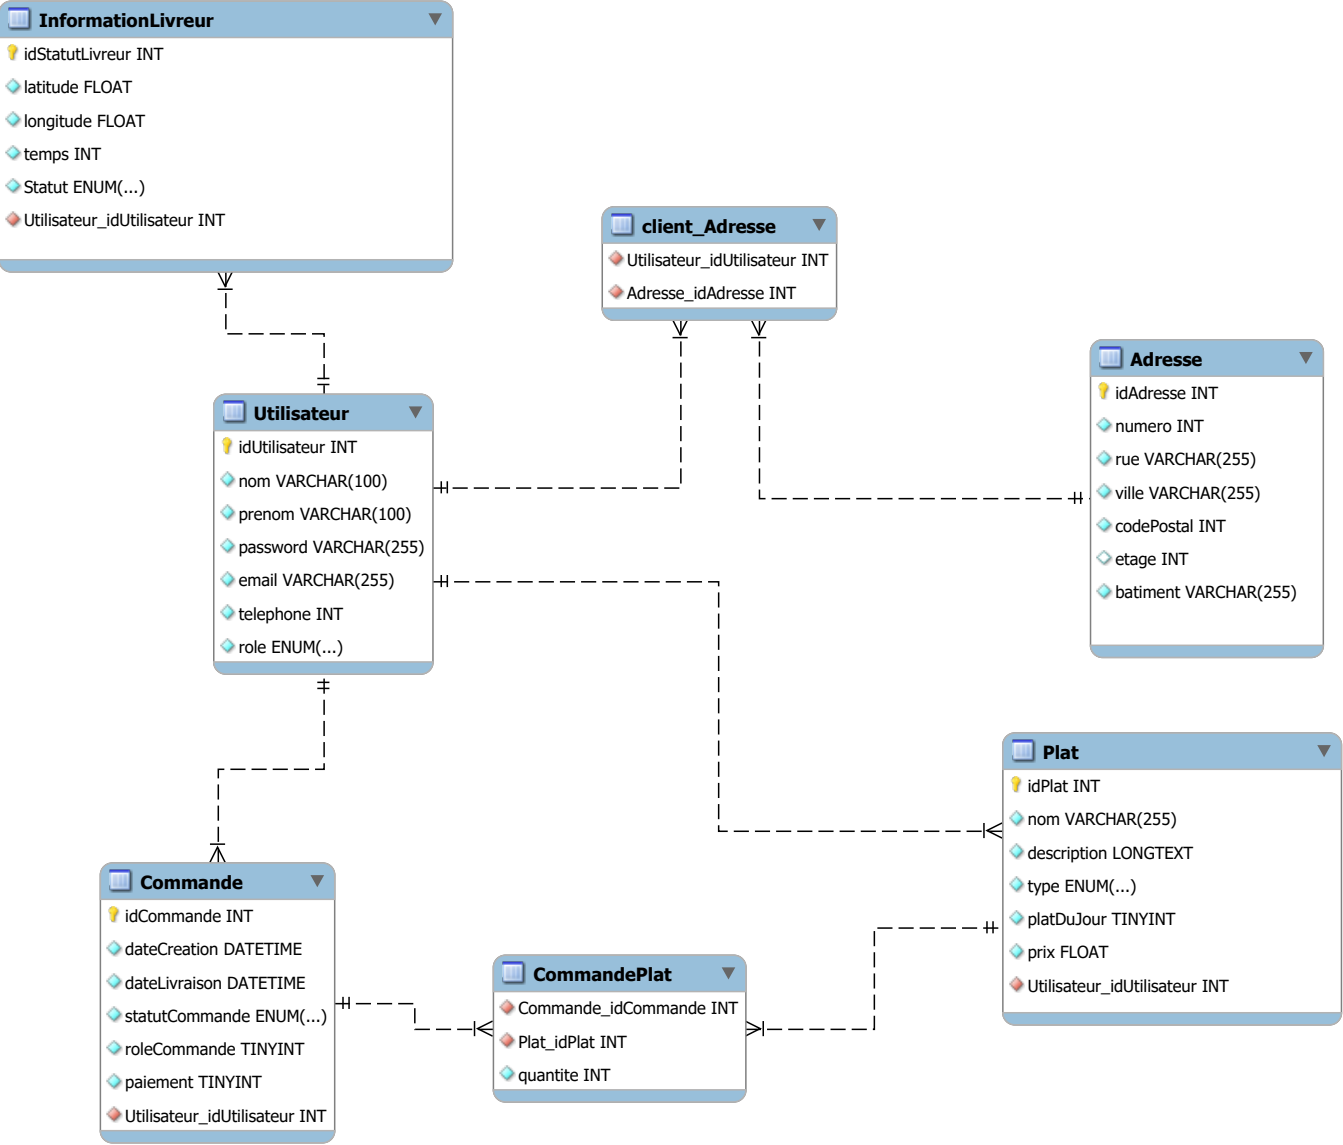 InformationLivreur
idStatutLivreur INT
latitude FLOAT
longitude FLOAT
temps INT
Statut ENUM(...)
Utilisateur_idUtilisateur INT
client_Adresse
Utilisateur_idUtilisateur INT
Adresse_idAdresse INT
Adresse
idAdresse INT
numero INT
rue VARCHAR(255)
ville VARCHAR(255)
codePostal INT
etage INT
batiment VARCHAR(255)
Utilisateur
idUtilisateur INT
nom VARCHAR(100)
prenom VARCHAR(100)
password VARCHAR(255)
email VARCHAR(255)
telephone INT
role ENUM(...)
Plat
idPlat INT
nom VARCHAR(255)
description LONGTEXT
type ENUM(...)
platDuJour TINYINT
prix FLOAT
Utilisateur_idUtilisateur INT
Commande
idCommande INT
dateCreation DATETIME
dateLivraison DATETIME
statutCommande ENUM(...)
roleCommande TINYINT
paiement TINYINT
Utilisateur_idUtilisateur INT
CommandePlat
Commande_idCommande INT
Plat_idPlat INT
quantite INT